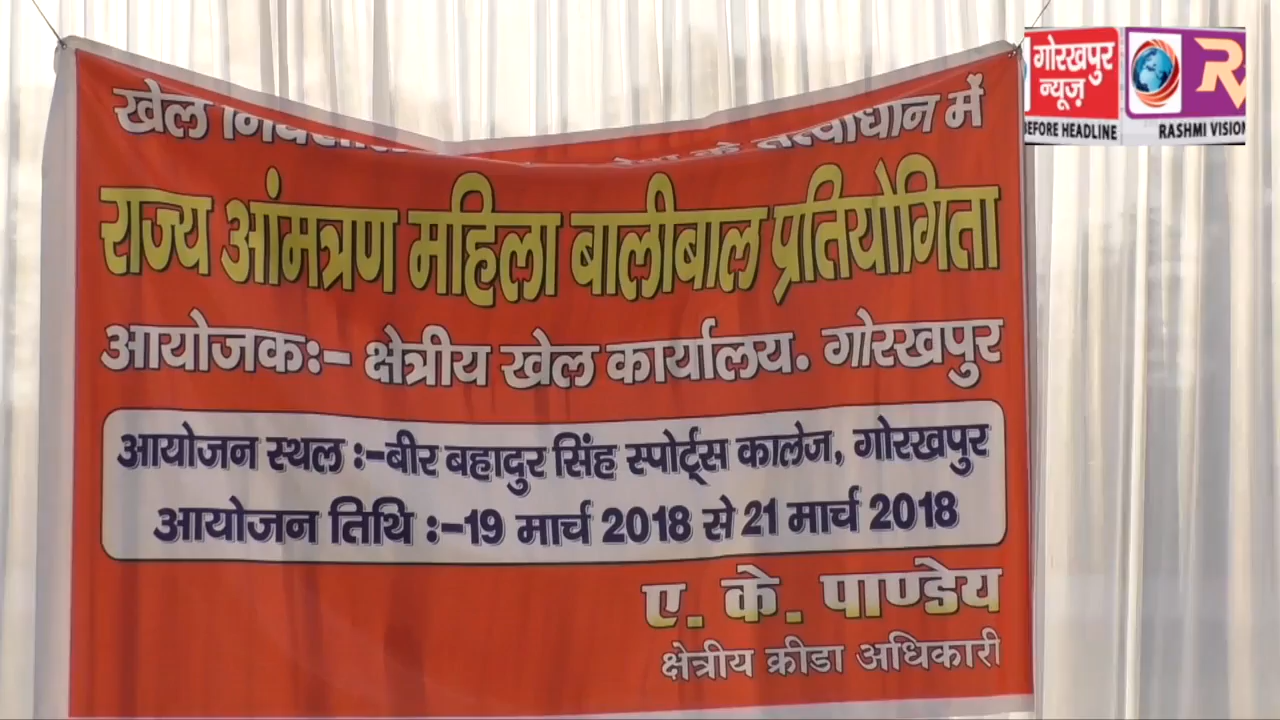 खेल के तत्वाधान में
राज्य आंमत्रण महिला बालीबाल प्रतियोगिता
आयोजकः- क्षेत्रीय खेल कार्यालय. गोरखपुर
आयोजन स्थल :-बीर बहादुर सिंह स्पोर्ट्स कालेज, गोरखपुर
आयोजन तिथि :-19 मार्च 2018 से 21 मार्च 2018
ए. के. पाण्डेय
क्षेत्रीय क्रीडा अधिकारी
गोरखपुर
न्यूज़
BEFORE HEADLINE
RASHMI VISION